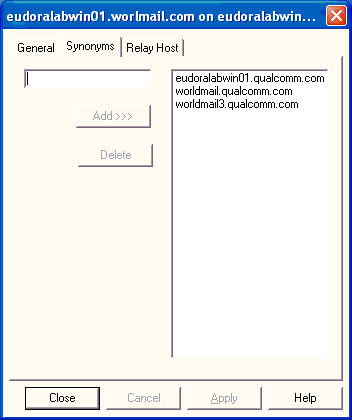 eudoralabwin01.worlmail.com on eudoralabwin...
General
Synonyms
Relay Host
Add >>>
Delete
eudoralabwin01.qualcomm.com
worldmail.qualcomm.com
worldmail3.qualcomm.com
Close
Cancel
Apply
Help